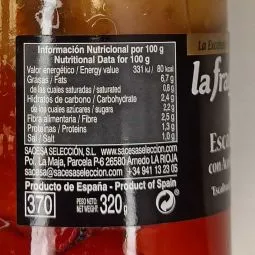 Información Nutricional por 100 g
Nutritional Data for 100 g
Valor energético / Energy value 331 kJ / 80 kcal
Grasas / Fats 6,7 g
de las cuales saturadas / saturated 0,8 g
Hidratos de carbono / Carbohydrate 2,4 g
de los cuales azúcares / sugars 2,2 g
Fibra alimentaria / Fibre 2,5 g
Proteínas / Proteins 1,3 g
Sal / Salt 1,0 g
SACESA SELECCIÓN, S.L. www.sacesaseleccion.com
Pol. La Maja, Parcela P-6 26580 Arnedo LA RIOJA
sacesa@sacesaseleccion.com + 34 941 13 23 05
Producto de España - Product of Spain
370 PESO NETO: NET WEIGHT: 320 g
La
la fra
Esca
con Ace